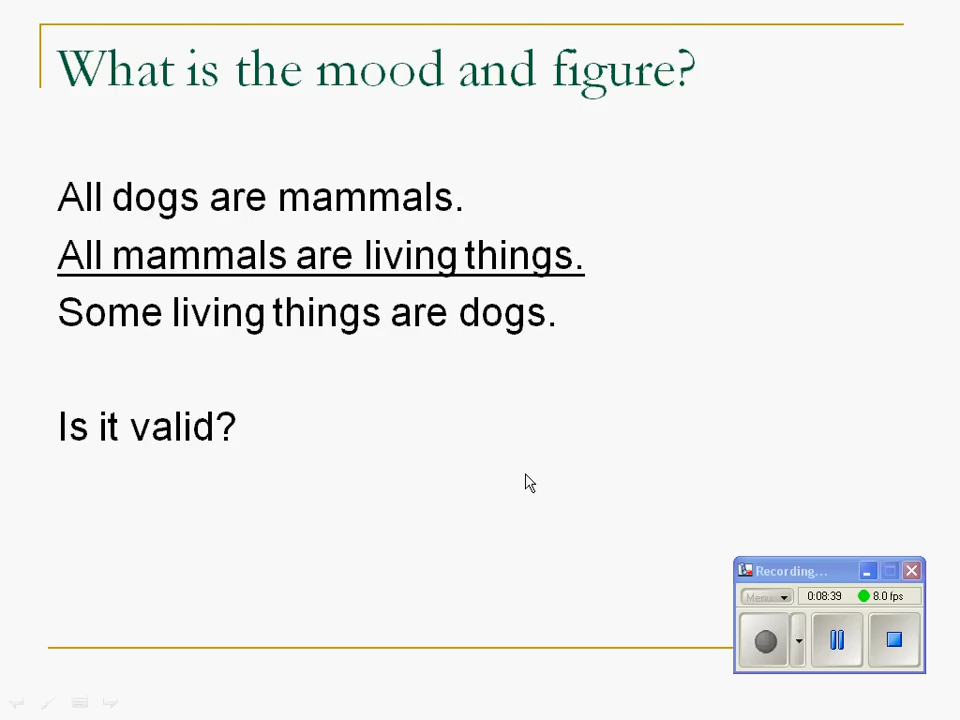 What is the mood and figure?
All dogs are mammals.
All mammals are living things.
Some living things are dogs.
Is it valid?
Recording...
Menu
0:08:39
8.0 fps